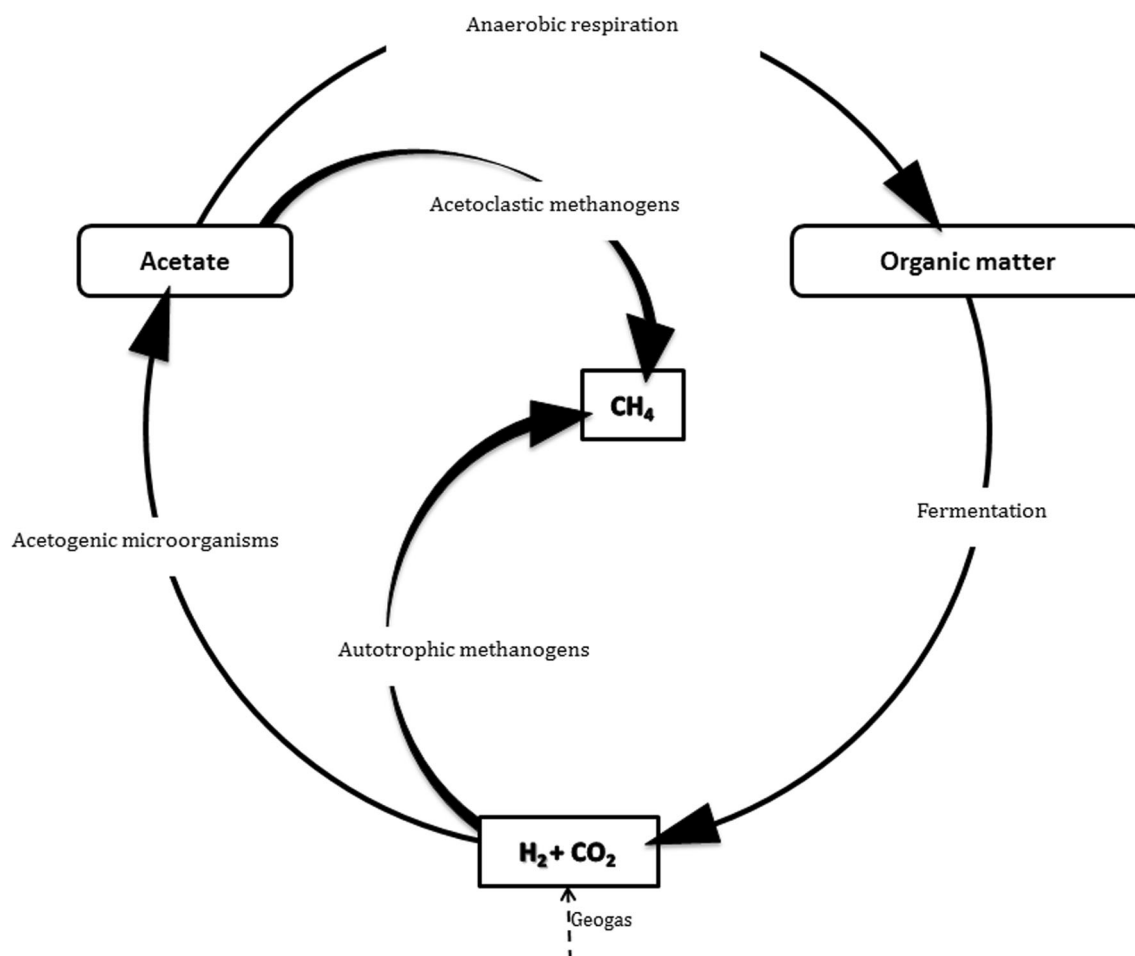 Anaerobic respiration
Acetoclastic methanogens
Acetate
Organic matter
CH₄
Fermentation
Acetogenic microorganisms
Autotrophic methanogens
H₂ + CO₂
Geogas